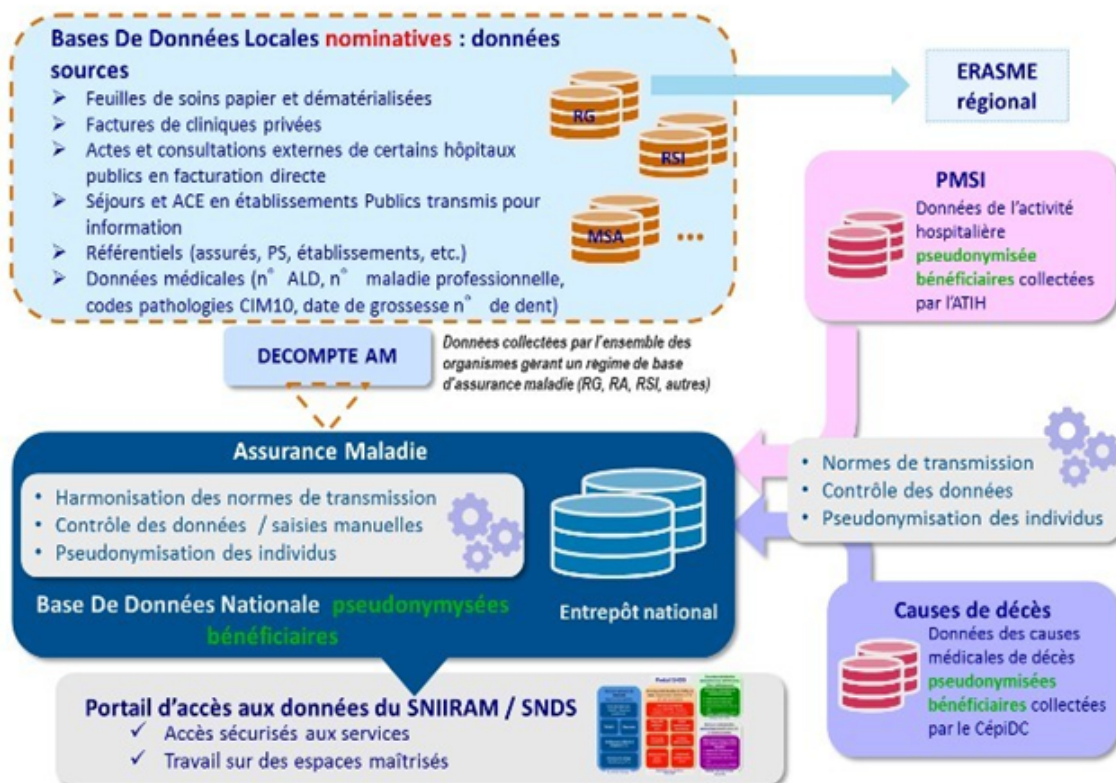 Bases De Données Locales nominatives : données
sources
➢ Feuilles de soins papier et dématérialisées
➢ Factures de cliniques privées
➢ Actes et consultations externes de certains hôpitaux
publics en facturation directe
➢ Séjours et ACE en établissements Publics transmis pour
information
➢ Référentiels (assurés, PS, établissements, etc.)
➢ Données médicales (n° ALD, n° maladie professionnelle,
codes pathologies CIM10, date de grossesse n° de dent)
RG
RSI
MSA
...
ERASME
régional
PMSI
Données de l'activité
hospitalière
pseudonymisée
bénéficiaires collectées
par l'ATIH
DECOMPTE AM
Données collectées par l'ensemble des
organismes gérant un régime de base
d'assurance maladie (RG, RA, RSI, autres)
Assurance Maladie
• Harmonisation des normes de transmission
• Contrôle des données / saisies manuelles
• Pseudonymisation des individus
Base De Données Nationale pseudonymysées
bénéficiaires
Entrepôt national
• Normes de transmission
• Contrôle des données
• Pseudonymisation des individus
Causes de décès
Données des causes
médicales de décès
pseudonymisées
bénéficiaires collectées
par le CépiDC
Portail d'accès aux données du SNIIRAM / SNDS
✓ Accès sécurisés aux services
✓ Travail sur des espaces maîtrisés
Portail SNDS